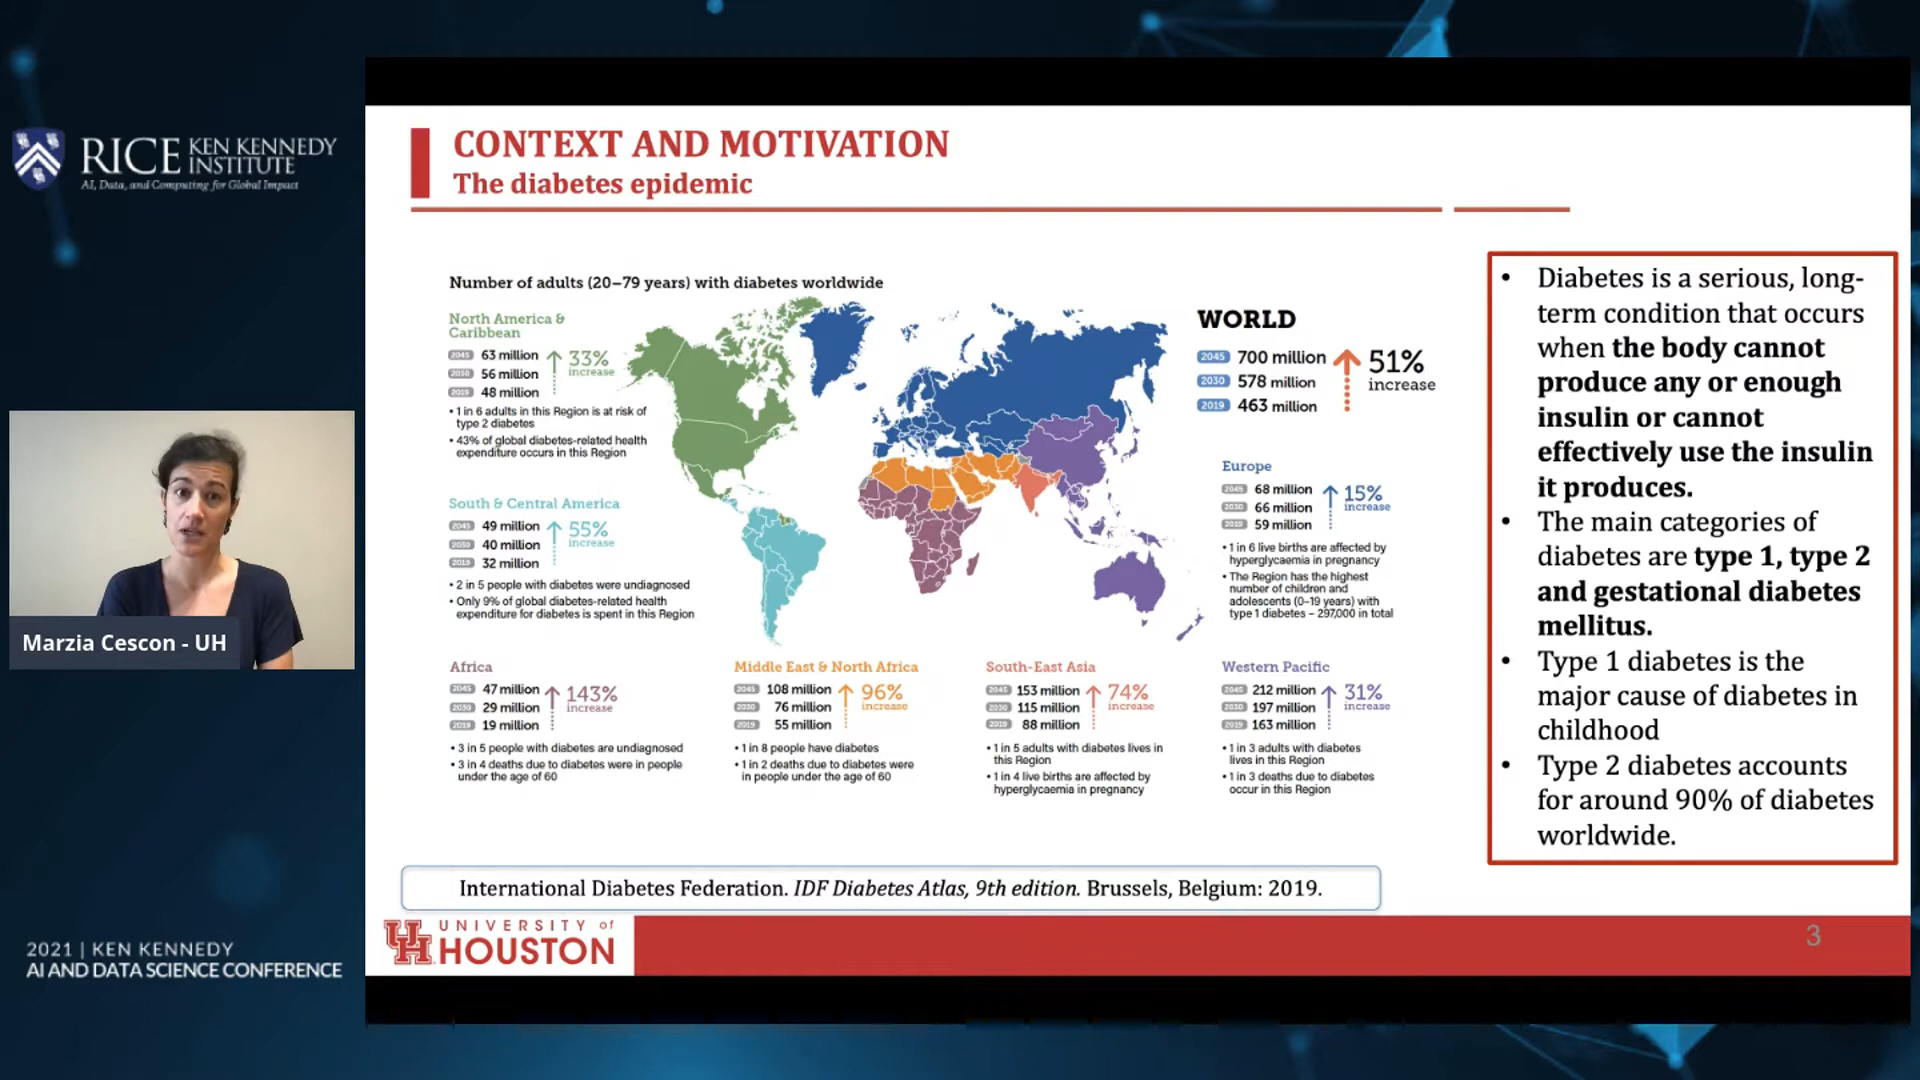 RICE KEN KENNEDY
INSTITUTE
AI, Data, and Computing for Global Impact
Marzia Cescon - UH
2021 | KEN KENNEDY
AI AND DATA SCIENCE CONFERENCE
CONTEXT AND MOTIVATION
The diabetes epidemic
Number of adults (20–79 years) with diabetes worldwide
North America &
Caribbean
2045 63 million
2030 56 million
2019 48 million
33%
increase
• 1 in 6 adults in this Region is at risk of
type 2 diabetes
• 43% of global diabetes-related health
expenditure occurs in this Region
South & Central America
2045 49 million
2030 40 million
2019 32 million
55%
increase
• 2 in 5 people with diabetes were undiagnosed
• Only 9% of global diabetes-related health
expenditure for diabetes is spent in this Region
WORLD
2045 700 million
2030 578 million
2019 463 million
51%
increase
Europe
2045 68 million
2030 66 million
2019 59 million
15%
increase
• 1 in 6 live births are affected by
hyperglycaemia in pregnancy
• The Region has the highest
number of children and
adolescents (0–19 years) with
type 1 diabetes – 297,000 in total
Africa
2045 47 million
2030 29 million
2019 19 million
143%
increase
• 3 in 5 people with diabetes are undiagnosed
• 3 in 4 deaths due to diabetes were in people
under the age of 60
Middle East & North Africa
2045 108 million
2030 76 million
2019 55 million
96%
increase
• 1 in 8 people have diabetes
• 1 in 2 deaths due to diabetes were
in people under the age of 60
South-East Asia
2045 153 million
2030 115 million
2019 88 million
74%
increase
• 1 in 5 adults with diabetes lives in
this Region
• 1 in 4 live births are affected by
hyperglycaemia in pregnancy
Western Pacific
2045 212 million
2030 197 million
2019 163 million
31%
increase
• 1 in 3 adults with diabetes
lives in this Region
• 1 in 3 deaths due to diabetes
occur in this Region
• Diabetes is a serious, long-
term condition that occurs
when the body cannot
produce any or enough
insulin or cannot
effectively use the insulin
it produces.
• The main categories of
diabetes are type 1, type 2
and gestational diabetes
mellitus.
• Type 1 diabetes is the
major cause of diabetes in
childhood
• Type 2 diabetes accounts
for around 90% of diabetes
worldwide.
International Diabetes Federation. IDF Diabetes Atlas, 9th edition. Brussels, Belgium: 2019.
UNIVERSITY of
HOUSTON
3